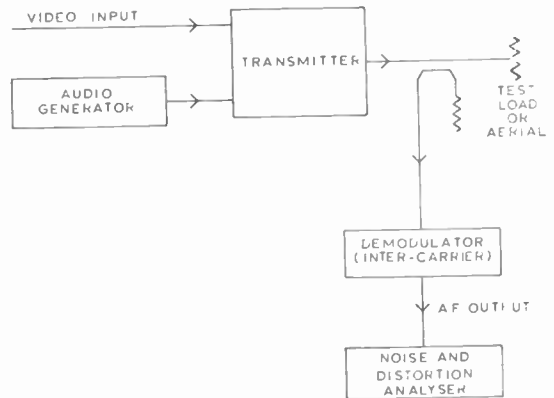 VIDEO INPUT
TRANSMITTER
AUDIO
GENERATOR
TEST
LOAD
OR
AERIAL
DEMODULATOR
(INTER-CARRIER)
AF OUTPUT
NOISE AND
DISTORTION
ANALYSER